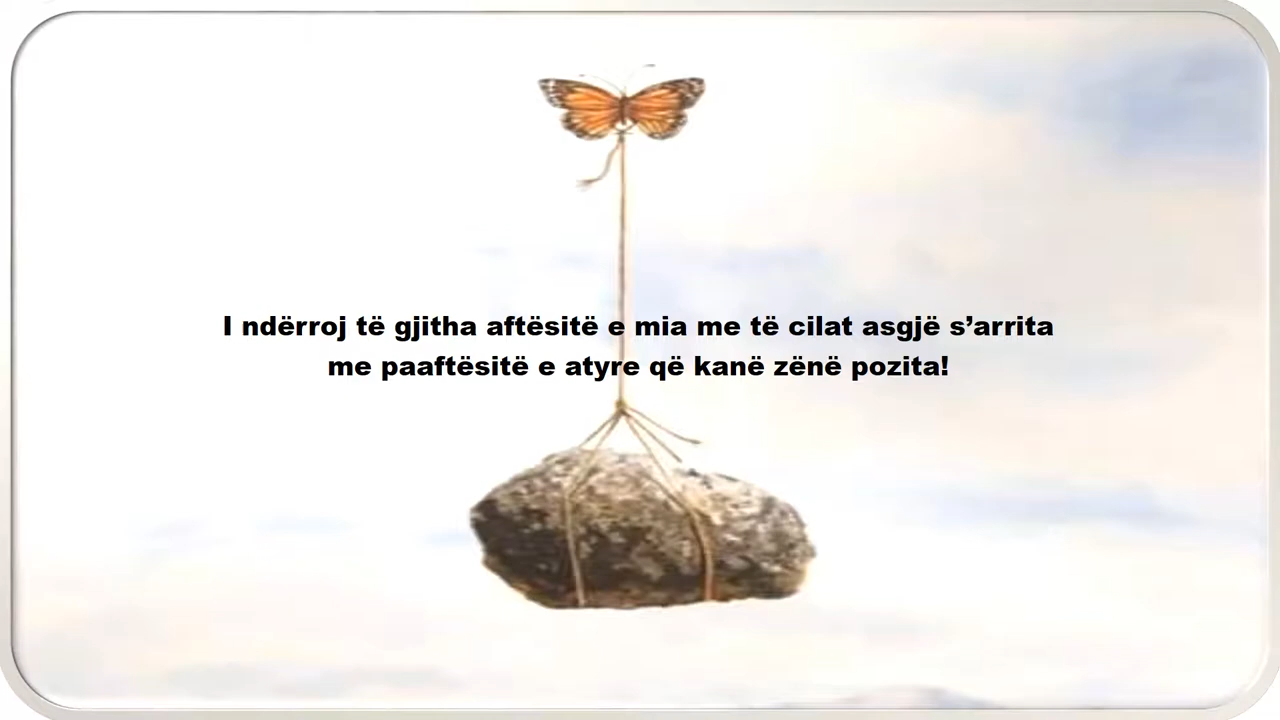 I ndërroj të gjitha aftësitë e mia me të cilat asgjë s’arrita
me paaftësitë e atyre që kanë zënë pozita!